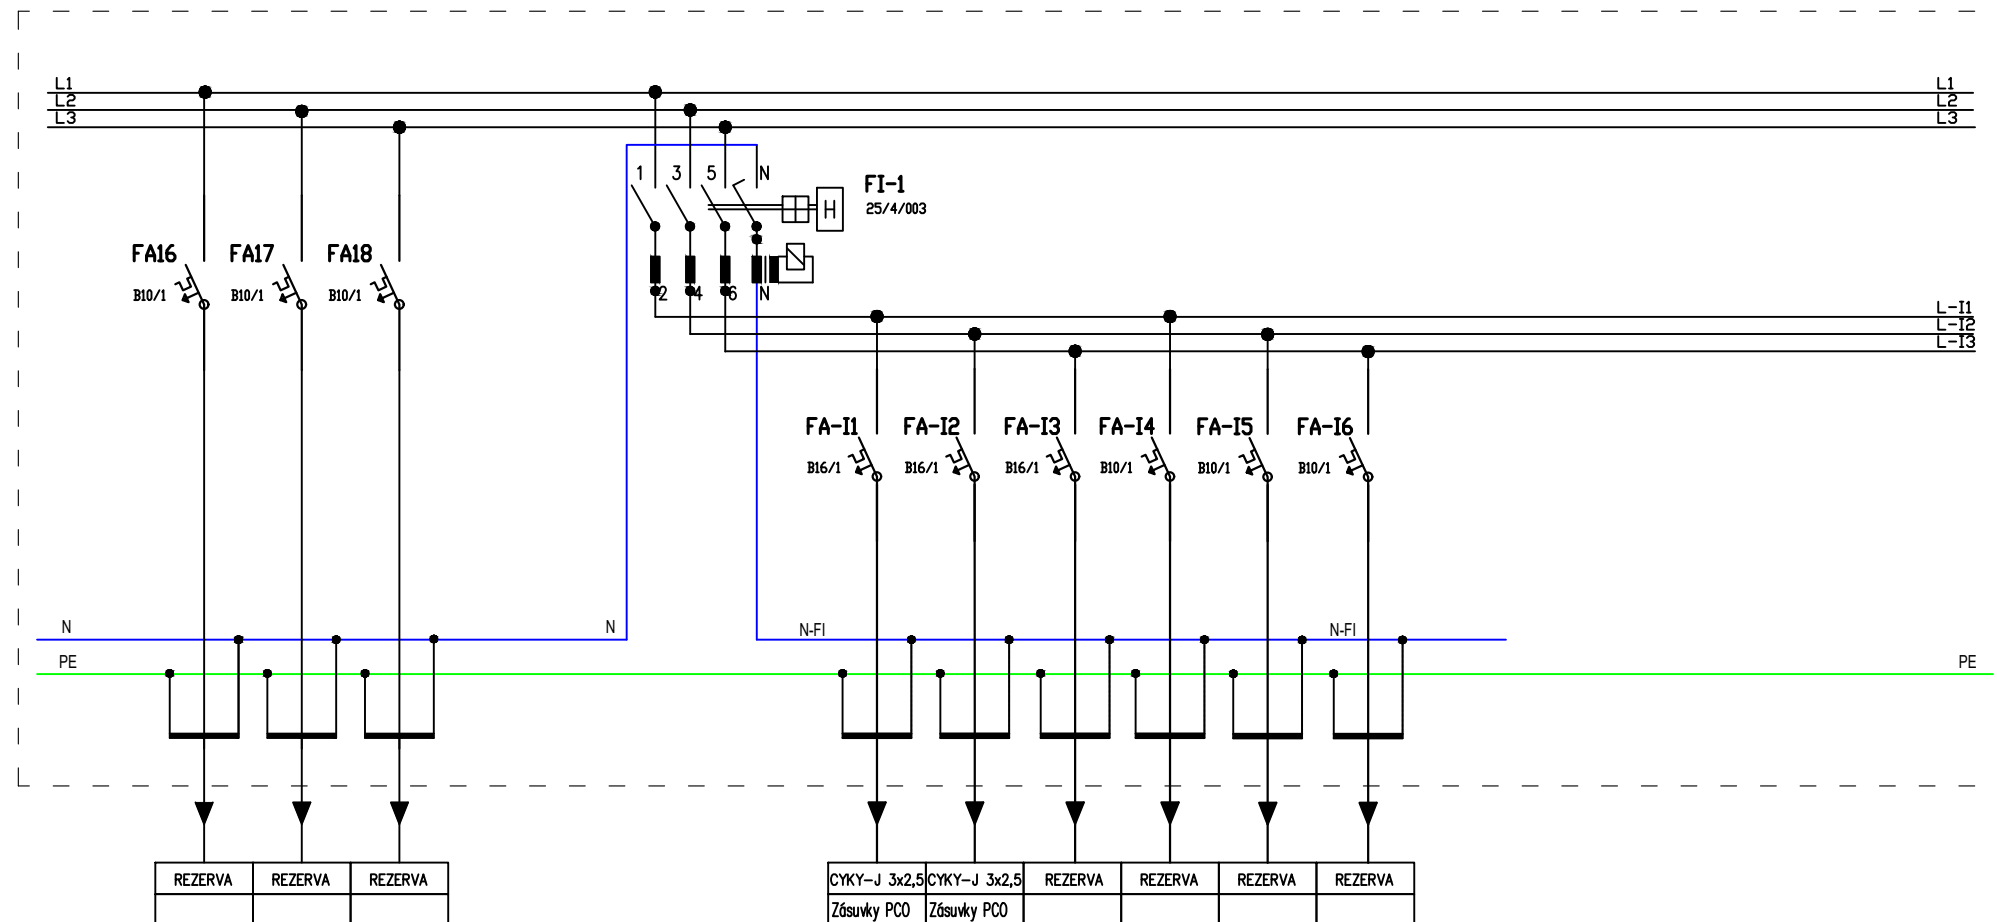 L1 L1
L2 L2
L3 L3
1 3 5 N
FI-1
25/4/003
H
FA16 FA17 FA18
B10/1 B10/1 B10/1
2 4 6 N
L-I1
L-I2
L-I3
FA-I1 FA-I2 FA-I3 FA-I4 FA-I5 FA-I6
B16/1 B16/1 B16/1 B10/1 B10/1 B10/1
N N N-FI N-FI
PE PE
REZERVA REZERVA REZERVA CYKY-J 3x2,5 CYKY-J 3x2,5 REZERVA REZERVA REZERVA REZERVA
Zásuvky PCO Zásuvky PCO